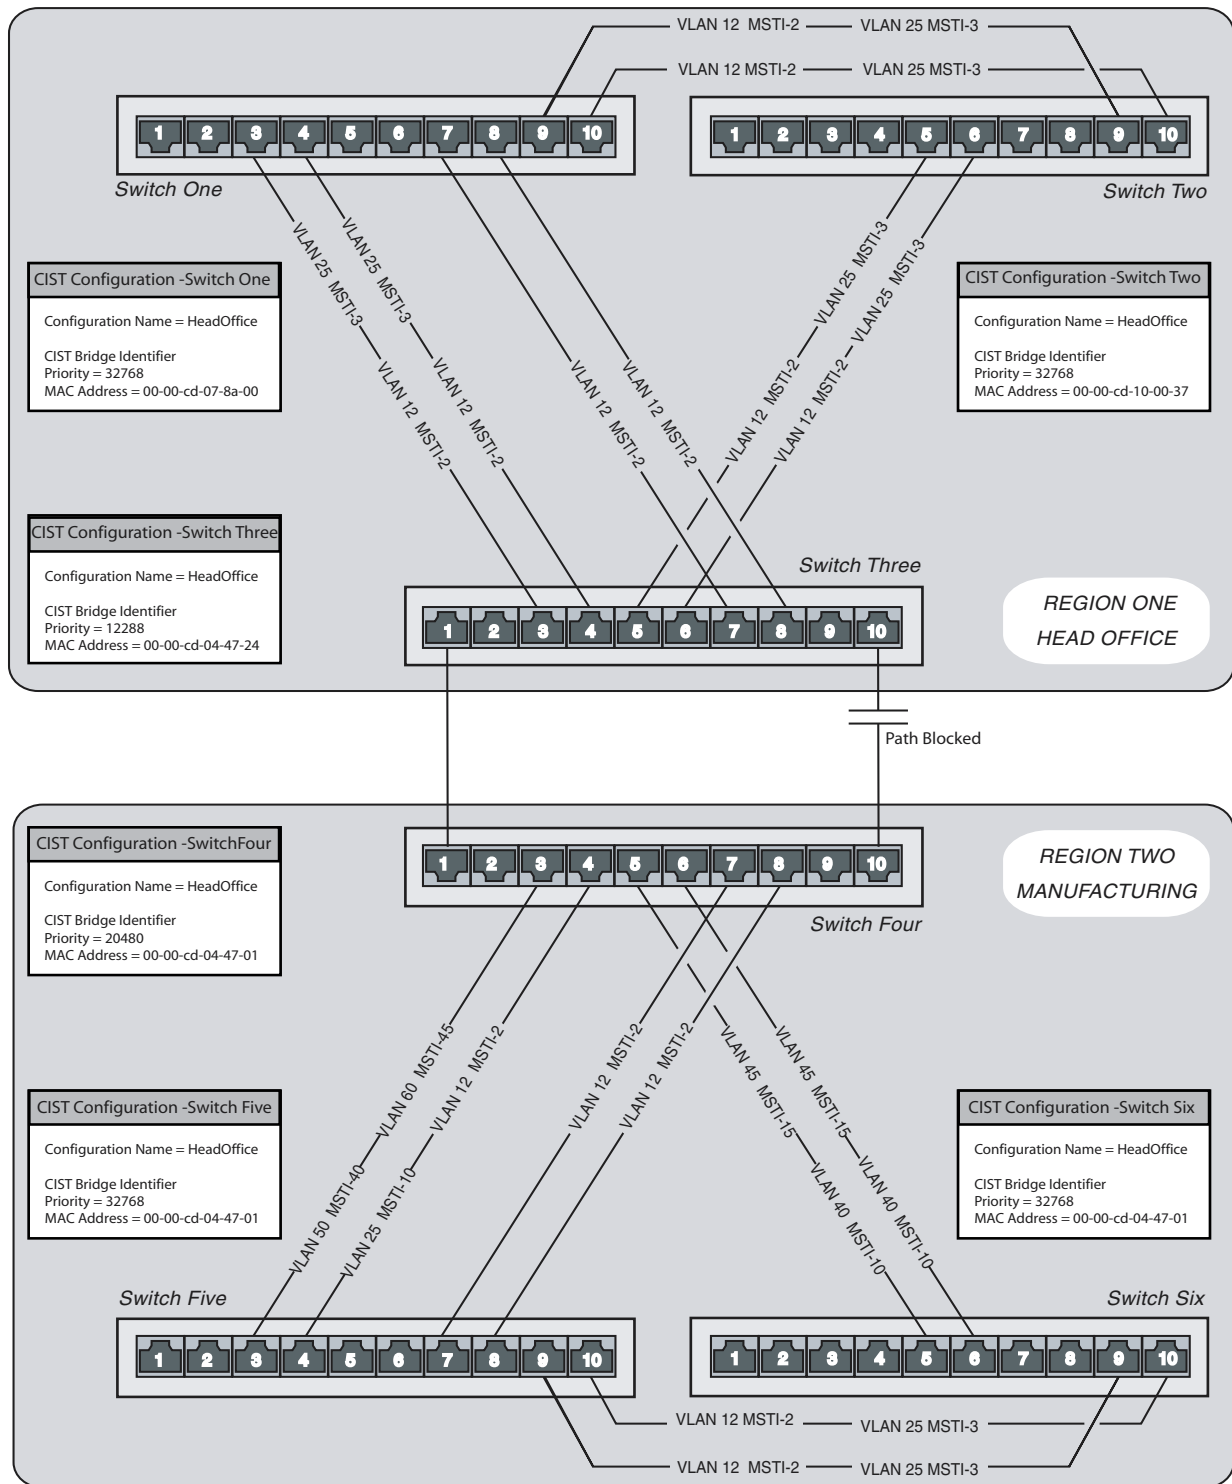 VLAN 12 MSTI-2 VLAN 25 MSTI-3
VLAN 12 MSTI-2 VLAN 25 MSTI-3
1 2 3 4 5 6 7 8 9 10
1 2 3 4 5 6 7 8 9 10
Switch One
Switch Two
VLAN 25 MSTI-3
VLAN 12 MSTI-2
VLAN 25 MSTI-3
VLAN 12 MSTI-2
VLAN 12 MSTI-2
VLAN 12 MSTI-2
VLAN 25 MSTI-3
VLAN 12 MSTI-2
VLAN 25 MSTI-3
VLAN 12 MSTI-2
CIST Configuration -Switch One
Configuration Name = HeadOffice
CIST Bridge Identifier
Priority = 32768
MAC Address = 00-00-cd-07-8a-00
CIST Configuration -Switch Two
Configuration Name = HeadOffice
CIST Bridge Identifier
Priority = 32768
MAC Address = 00-00-cd-10-00-37
CIST Configuration -Switch Three
Configuration Name = HeadOffice
CIST Bridge Identifier
Priority = 12288
MAC Address = 00-00-cd-04-47-24
Switch Three
1 2 3 4 5 6 7 8 9 10
REGION ONE
HEAD OFFICE
Path Blocked
CIST Configuration -SwitchFour
Configuration Name = HeadOffice
CIST Bridge Identifier
Priority = 20480
MAC Address = 00-00-cd-04-47-01
1 2 3 4 5 6 7 8 9 10
Switch Four
REGION TWO
MANUFACTURING
VLAN 60 MSTI-45
VLAN 50 MSTI-40
VLAN 12 MSTI-2
VLAN 25 MSTI-10
VLAN 12 MSTI-2
VLAN 12 MSTI-2
VLAN 45 MSTI-15
VLAN 40 MSTI-10
VLAN 45 MSTI-15
VLAN 40 MSTI-10
CIST Configuration -Switch Five
Configuration Name = HeadOffice
CIST Bridge Identifier
Priority = 32768
MAC Address = 00-00-cd-04-47-01
CIST Configuration -Switch Six
Configuration Name = HeadOffice
CIST Bridge Identifier
Priority = 32768
MAC Address = 00-00-cd-04-47-01
Switch Five
Switch Six
1 2 3 4 5 6 7 8 9 10
1 2 3 4 5 6 7 8 9 10
VLAN 12 MSTI-2 VLAN 25 MSTI-3
VLAN 12 MSTI-2 VLAN 25 MSTI-3